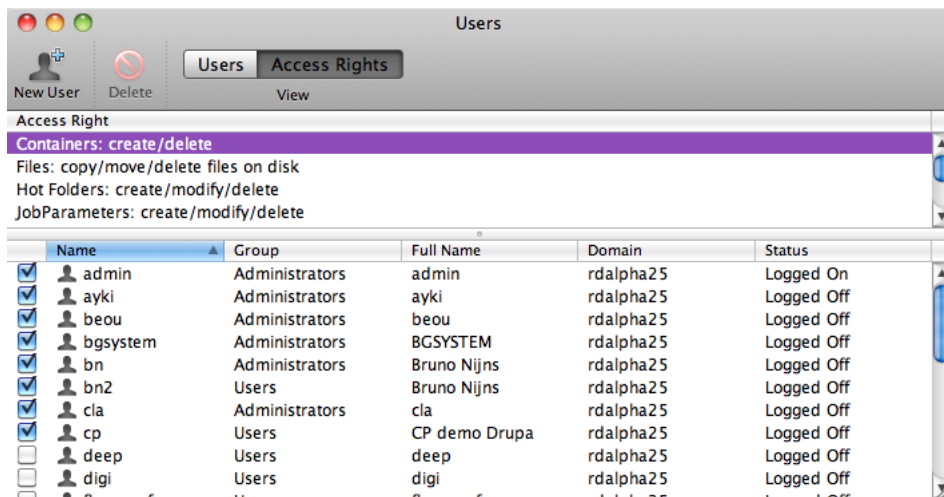 Users
Users Access Rights
New User Delete View
Access Right
Containers: create/delete
Files: copy/move/delete files on disk
Hot Folders: create/modify/delete
JobParameters: create/modify/delete
Name Group Full Name Domain Status
admin Administrators admin rdalpha25 Logged On
ayki Administrators ayki rdalpha25 Logged Off
beou Administrators beou rdalpha25 Logged Off
bgsystem Administrators BGSYSTEM rdalpha25 Logged Off
bn Administrators Bruno Nijns rdalpha25 Logged Off
bn2 Users Bruno Nijns rdalpha25 Logged Off
cla Administrators cla rdalpha25 Logged Off
cp Users CP demo Drupa rdalpha25 Logged Off
deep Users deep rdalpha25 Logged Off
digi Users digi rdalpha25 Logged Off